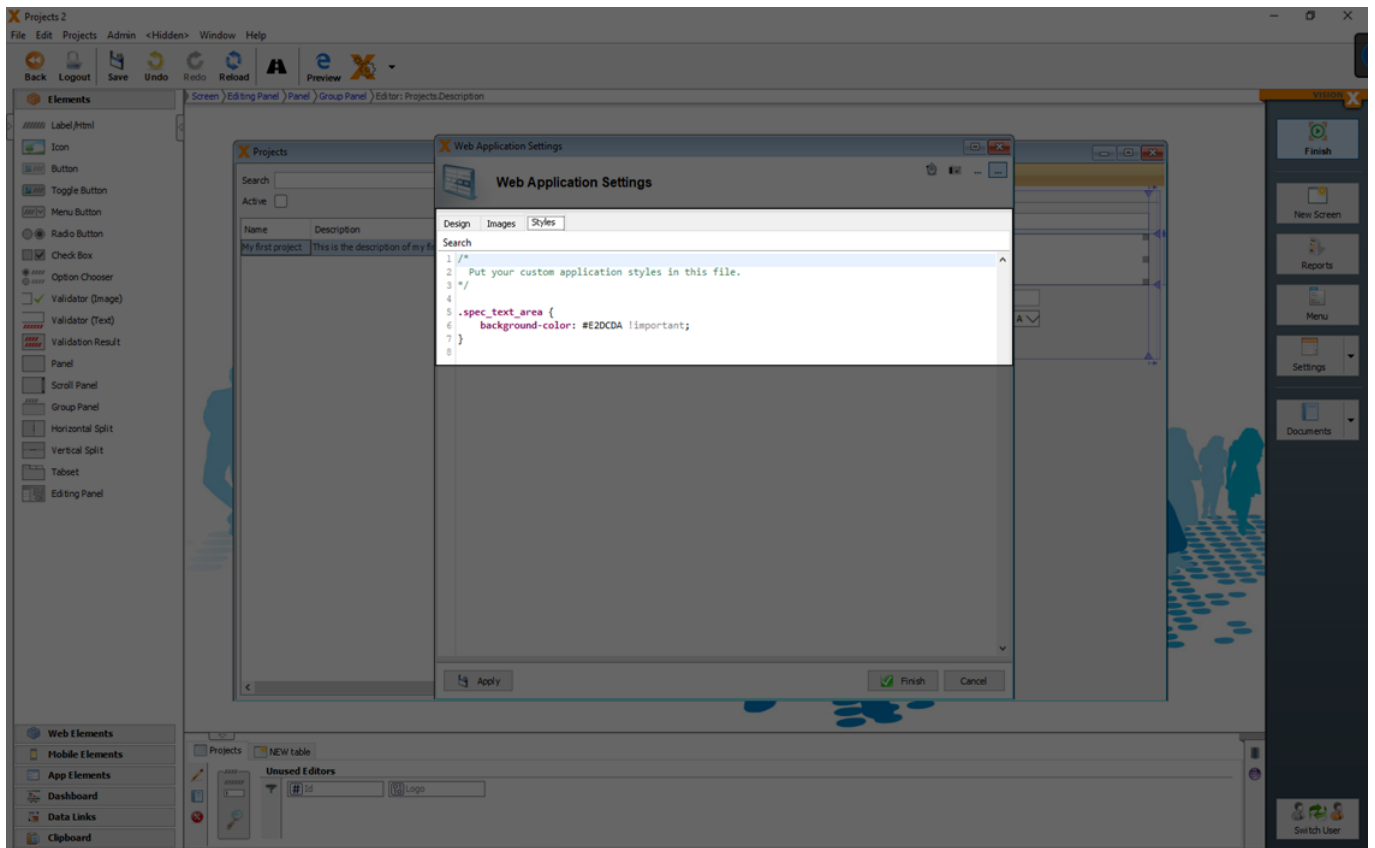 Projects 2
File Edit Projects Admin <Hidden> Window Help
Back Logout Save Undo Redo Reload Preview
Elements
Screen Editing Panel Panel Group Panel Editor: Projects.Description
VISION X
Label/Html
Icon
Button
Toggle Button
Menu Button
Radio Button
Check Box
Option Chooser
Validator (Image)
Validator (Text)
Validation Result
Panel
Scroll Panel
Group Panel
Horizontal Split
Vertical Split
Tabset
Editing Panel
Web Elements
Mobile Elements
App Elements
Dashboard
Data Links
Clipboard
Projects
Search
Active
Name Description
My first project This is the description of my fi
Web Application Settings
Web Application Settings
Design Images Styles
Search
1 /*
2 Put your custom application styles in this file.
3 */
4
5 .spec_text_area {
6 background-color: #E2DCDA !important;
7 }
8
A
Apply Finish Cancel
Projects NEW table
Unused Editors
# Id Logo
Finish
New Screen
Reports
Menu
Settings
Documents
Switch User